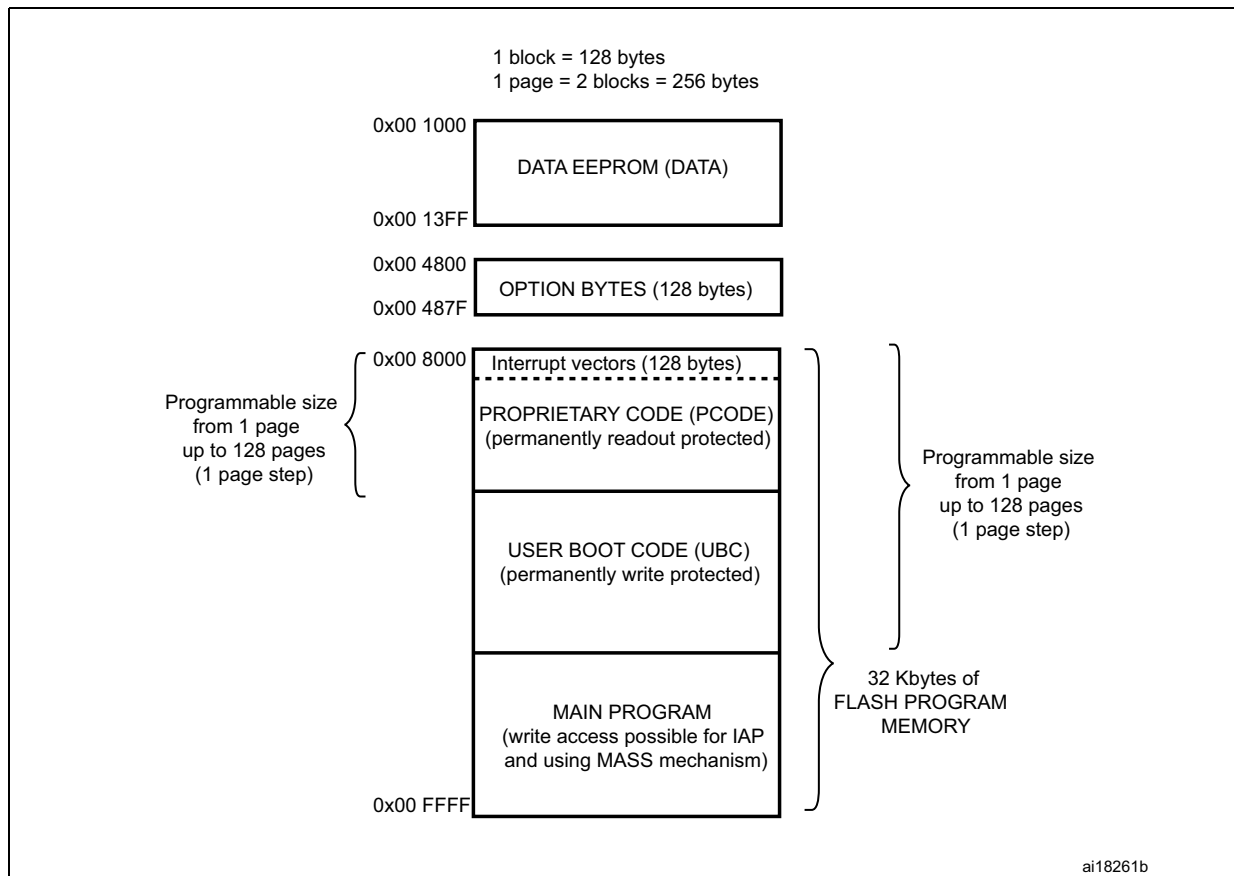 1 block = 128 bytes
1 page = 2 blocks = 256 bytes
0x00 1000
DATA EEPROM (DATA)
0x00 13FF
0x00 4800
OPTION BYTES (128 bytes)
0x00 487F
0x00 8000
Interrupt vectors (128 bytes)
Programmable size
from 1 page
up to 128 pages
(1 page step)
PROPRIETARY CODE (PCODE)
(permanently readout protected)
Programmable size
from 1 page
up to 128 pages
(1 page step)
USER BOOT CODE (UBC)
(permanently write protected)
32 Kbytes of
FLASH PROGRAM
MEMORY
MAIN PROGRAM
(write access possible for IAP
and using MASS mechanism)
0x00 FFFF
ai18261b